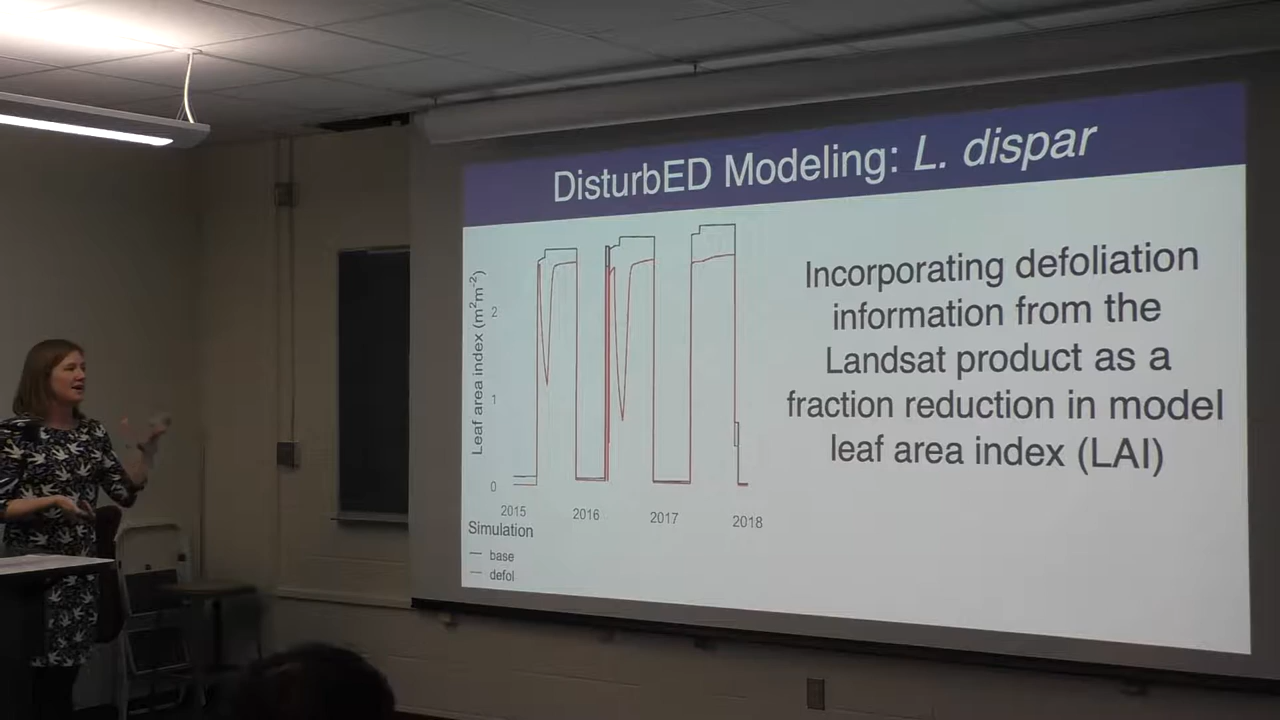 DisturbED Modeling: L. dispar
Incorporating defoliation
information from the
Landsat product as a
fraction reduction in model
leaf area index (LAI)
Leaf area index (m²m⁻²)
2
1
0
2015
2016
2017
2018
Simulation
base
defol